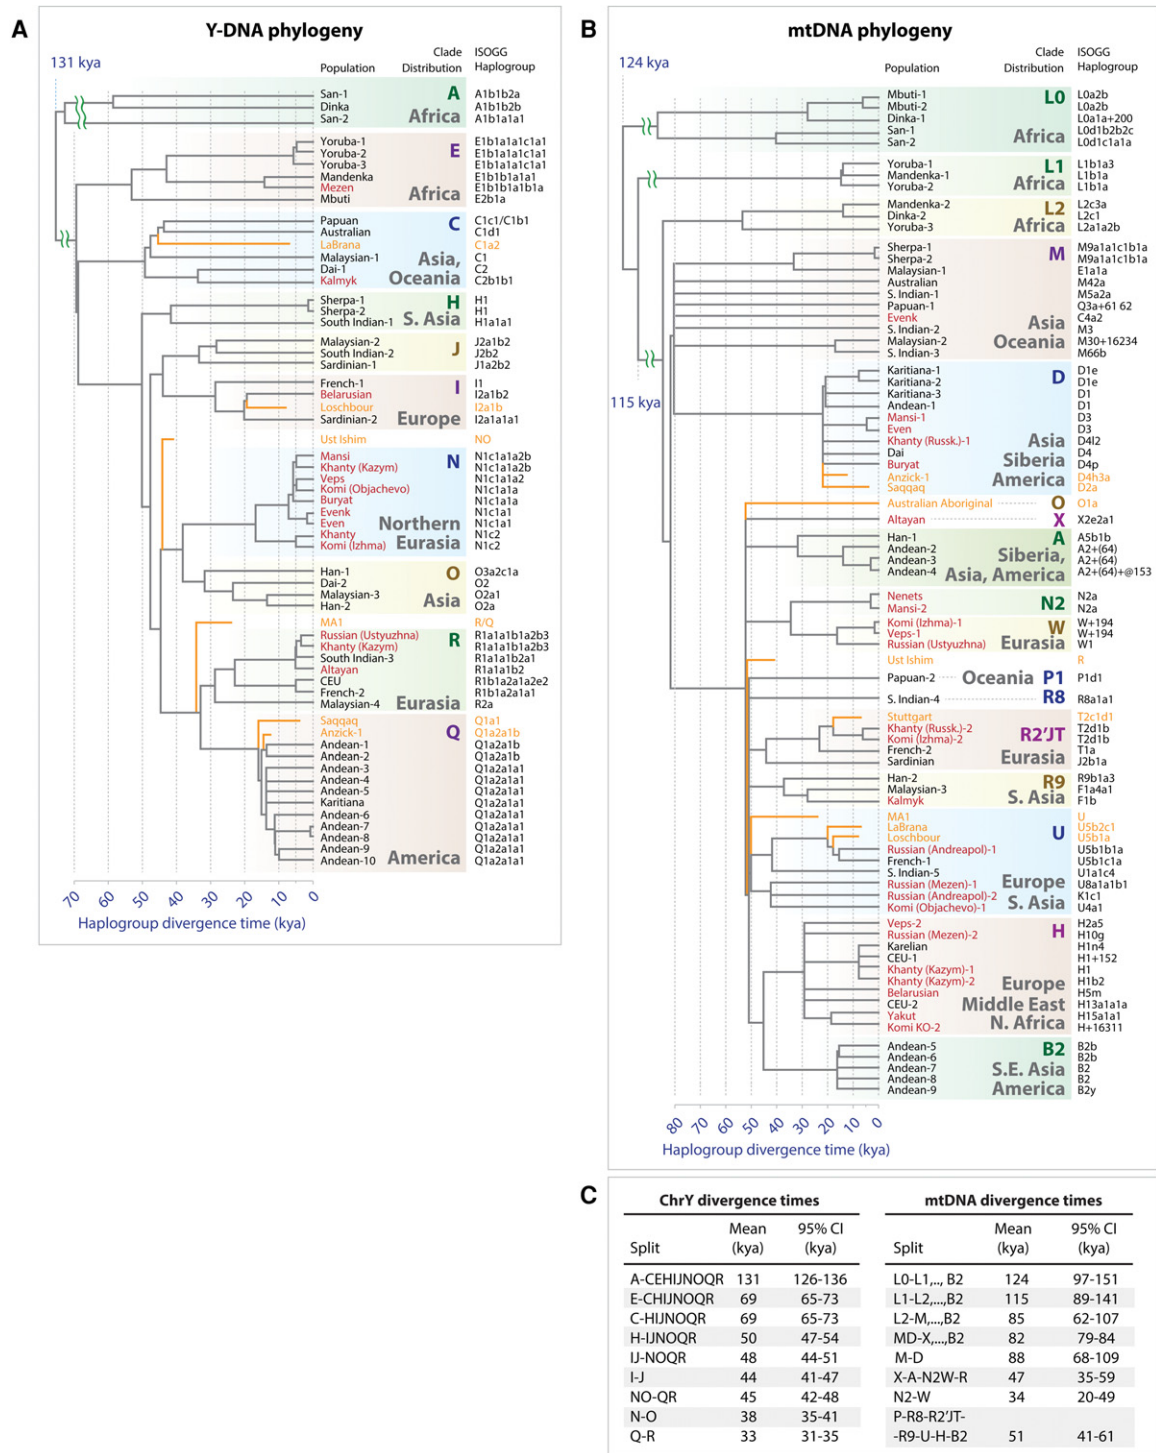 A
Y-DNA phylogeny
131 kya
Clade ISOGG
Population Distribution Haplogroup
San-1 A A1b1b2a
Dinka A1b1b2b
San-2 Africa A1b1a1a1
Yoruba-1 E E1b1a1a1c1a1
Yoruba-2 E1b1a1a1c1a1
Yoruba-3 E1b1a1a1c1a1
Mandenka E1b1b1a1a1
Mezen Africa E1b1b1a1b1a
Mbuti E2b1a
Papuan C C1c1/C1b1
Australian C1d1
LaBrana C1a2
Malaysian-1 Asia, C1
Dai-1 Oceania C2
Kalmyk C2b1b1
Sherpa-1 H H1
Sherpa-2 H1
South Indian-1 S. Asia H1a1a1
Malaysian-2 J J2a1b2
South Indian-2 J2b2
Sardinian-1 J1a2b2
French-1 I I1
Belarusian I2a1b2
Loschbour I2a1b
Sardinian-2 Europe I2a1a1a1
Ust Ishim NO
Mansi N N1c1a1a2b
Khanty (Kazym) N1c1a1a2b
Veps N1c1a1a2
Komi (Objachevo) N1c1a1a
Buryat N1c1a1a
Evenk N1c1a1
Even Northern N1c1a1
Khanty Eurasia N1c2
Komi (Izhma) N1c2
Han-1 O O3a2c1a
Dai-2 O2
Malaysian-3 O2a1
Han-2 Asia O2a
MA1 R/Q
Russian (Ustyuzhna) R R1a1a1b1a2b3
Khanty (Kazym) R1a1a1b1a2b3
South Indian-3 R1a1a1b2a1
Altayan R1a1a1b2
CEU R1b1a2a1a2e2
French-2 R1b1a2a1a1
Malaysian-4 Eurasia R2a
Saqqaq Q Q1a1
Anzick-1 Q1a2a1b
Andean-1 Q1a2a1b
Andean-2 Q1a2a1b
Andean-3 Q1a2a1a1
Andean-4 Q1a2a1a1
Andean-5 Q1a2a1a1
Karitiana Q1a2a1a1
Andean-6 Q1a2a1a1
Andean-7 Q1a2a1a1
Andean-8 Q1a2a1a1
Andean-9 Q1a2a1a1
Andean-10 America Q1a2a1a1
70 60 50 40 30 20 10 0
Haplogroup divergence time (kya)
B
mtDNA phylogeny
124 kya
115 kya
Clade ISOGG
Population Distribution Haplogroup
Mbuti-1 L0 L0a2b
Mbuti-2 L0a2b
Dinka-1 L0a1a+200
San-1 Africa L0d1b2b2c
San-2 L0d1c1a1a
Yoruba-1 L1 L1b1a3
Mandenka-1 L1b1a
Yoruba-2 Africa L1b1a
Mandenka-2 L2 L2c3a
Dinka-2 L2c1
Yoruba-3 Africa L2a1a2b
Sherpa-1 M M9a1a1c1b1a
Sherpa-2 M9a1a1c1b1a
Malaysian-1 E1a1a
Australian M42a
S. Indian-1 M5a2a
Papuan-1 Q3a+61 62
Evenk Asia C4a2
S. Indian-2 Oceania M3
Malaysian-2 M30+16234
S. Indian-3 M66b
Karitiana-1 D D1e
Karitiana-2 D1e
Karitiana-3 D1
Andean-1 D1
Mansi-1 D3
Even D3
Khanty (Russk.)-1 Asia D4l2
Dai Siberia D4
Buryat America D4p
Anzick-1 D4h3a
Saqqaq D2a
Australian Aboriginal O O1a
Altayan X X2e2a1
Han-1 A A5b1b
Andean-2 Siberia, A2+(64)
Andean-3 Asia, America A2+(64)
Andean-4 A2+(64)+@153
Nenets N2 N2a
Mansi-2 N2a
Komi (Izhma)-1 W W+194
Veps-1 W+194
Russian (Ustyuzhna) Eurasia W1
Ust Ishim R
Papuan-2 Oceania P1 P1d1
S. Indian-4 R8 R8a1a1
Stuttgart T2c1d1
Khanty (Russk.)-2 R2'JT T2d1b
Komi (Izhma)-2 T2d1b
French-2 Eurasia T1a
Sardinian J2b1a
Han-2 R9 R9b1a3
Malaysian-3 S. Asia F1a4a1
Kalmyk F1b
MA1 U U
LaBrana U5b2c1
Loschbour U5b1a
Russian (Andreapol)-1 U5b1b1a
French-1 U5b1c1a
S. Indian-5 U1a1c4
Russian (Mezen)-1 Europe U8a1a1b1
Russian (Andreapol)-2 S. Asia K1c1
Komi (Objachevo)-1 U4a1
Veps-2 H H2a5
Russian (Mezen)-2 H10g
Karelian H1n4
CEU-1 H1+152
Khanty (Kazym)-1 H1
Khanty (Kazym)-2 Europe H1b2
Belarusian Middle East H5m
CEU-2 N. Africa H13a1a1a
Yakut H15a1a1
Komi KO-2 H+16311
Andean-5 B2 B2b
Andean-6 B2b
Andean-7 S.E. Asia B2
Andean-8 America B2
Andean-9 B2y
80 70 60 50 40 30 20 10 0
Haplogroup divergence time (kya)
C
ChrY divergence times
Mean 95% CI
Split (kya) (kya)
A-CEHIJNOQR 131 126-136
E-CHIJNOQR 69 65-73
C-HIJNOQR 69 65-73
H-IJNOQR 50 47-54
IJ-NOQR 48 44-51
I-J 44 41-47
NO-QR 45 42-48
N-O 38 35-41
Q-R 33 31-35
mtDNA divergence times
Mean 95% CI
Split (kya) (kya)
L0-L1,.., B2 124 97-151
L1-L2,...,B2 115 89-141
L2-M,...,B2 85 62-107
MD-X,...,B2 82 79-84
M-D 88 68-109
X-A-N2W-R 47 35-59
N2-W 34 20-49
P-R8-R2'JT-
-R9-U-H-B2 51 41-61